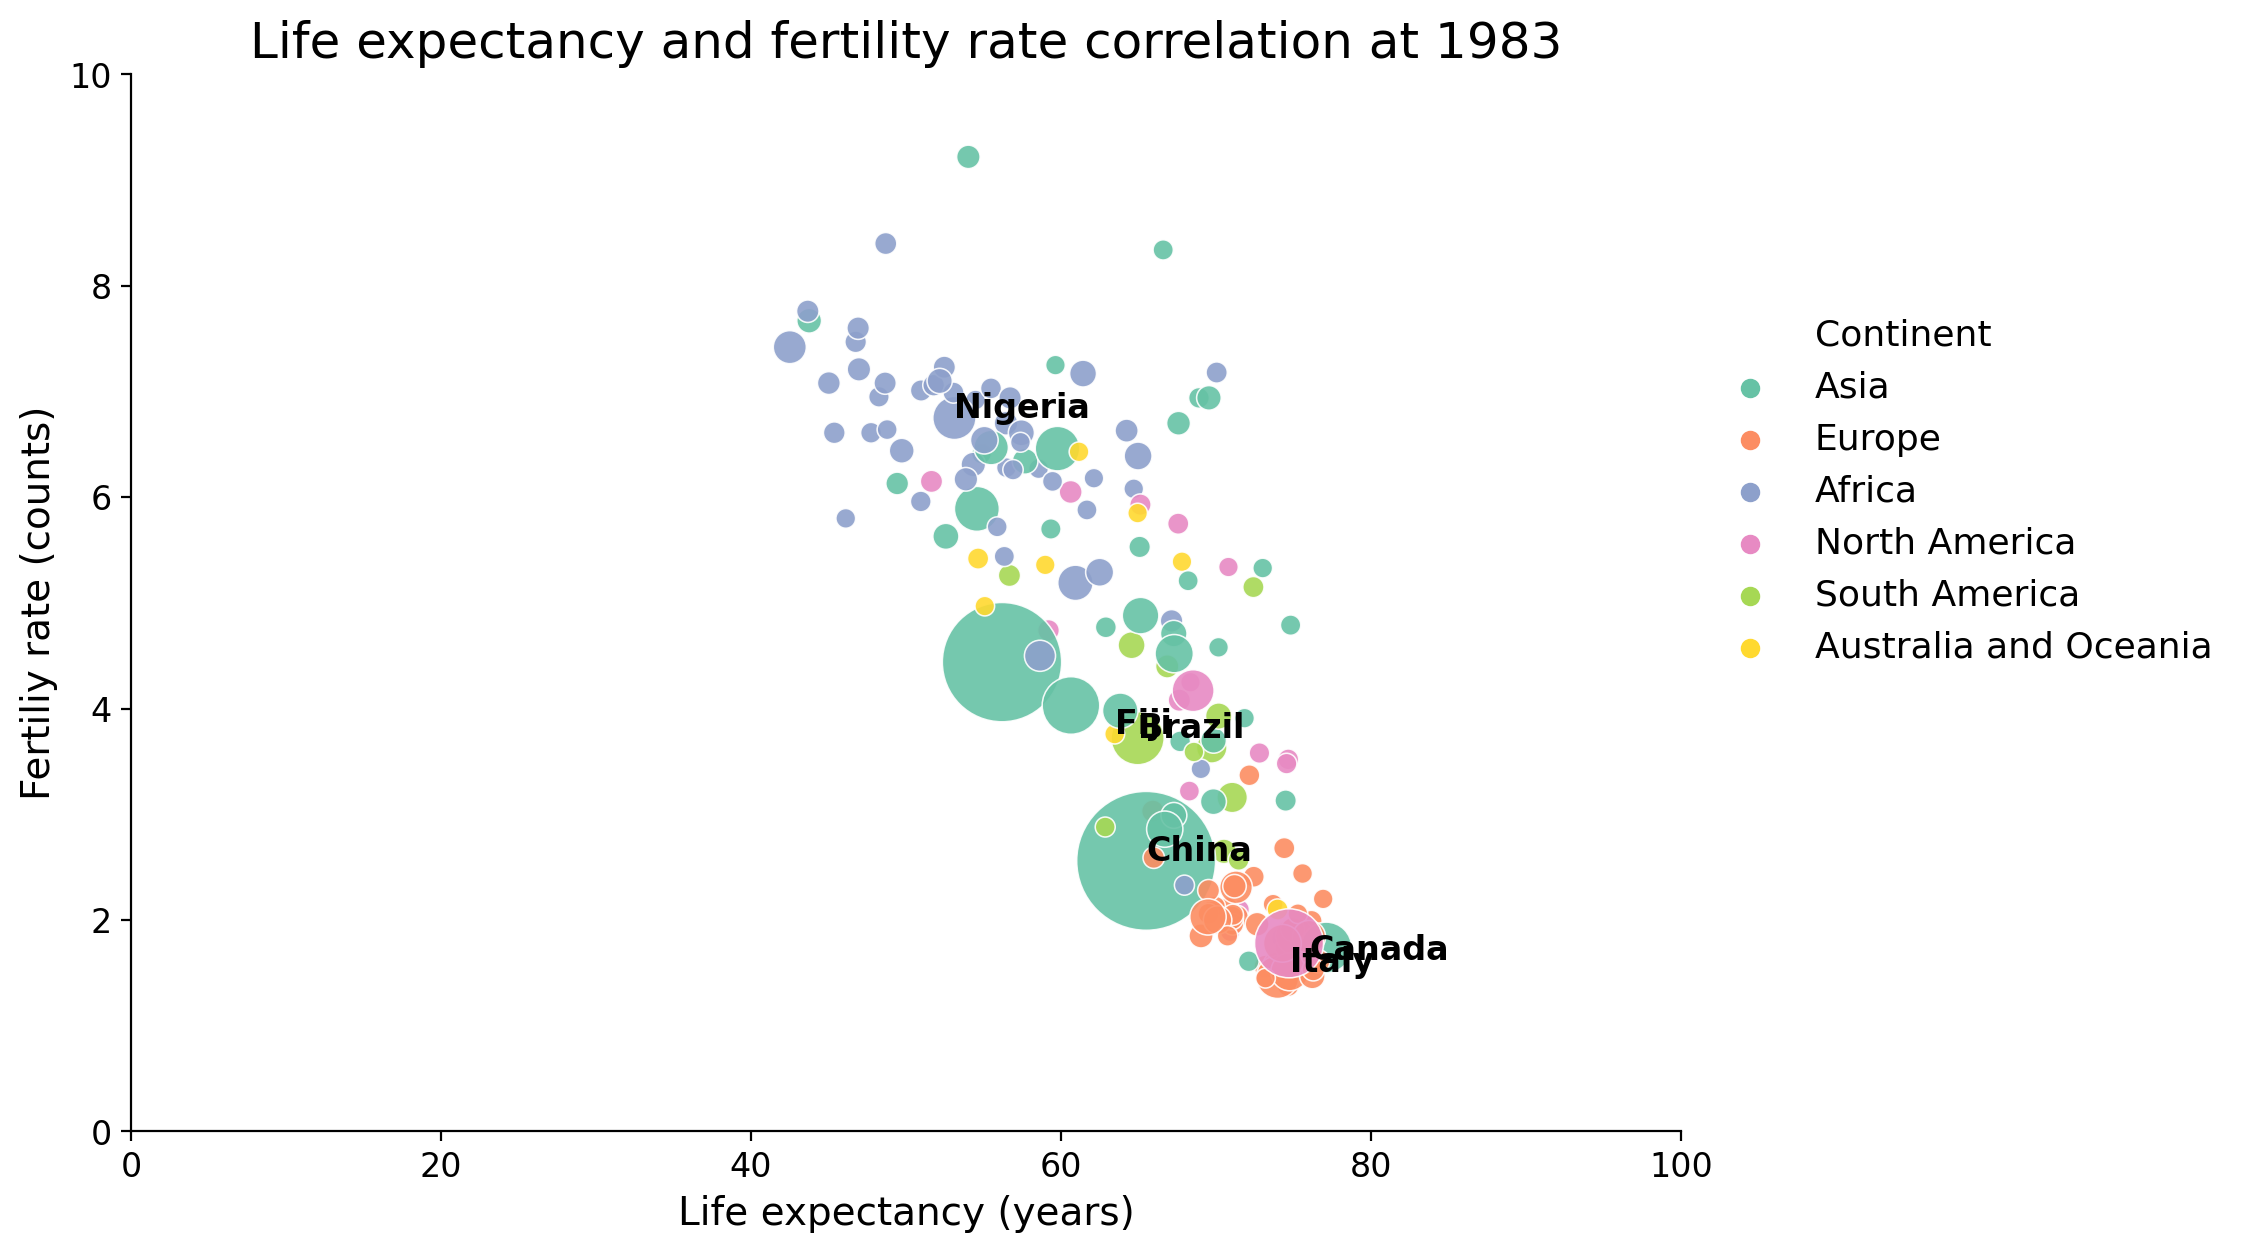 Life expectancy and fertility rate correlation at 1983
10
8
6
4
2
0
Fertiliy rate (counts)
0 20 40 60 80 100
Life expectancy (years)
Nigeria
Fiji
Brazil
China
Canada
Italy
Continent
Asia
Europe
Africa
North America
South America
Australia and Oceania